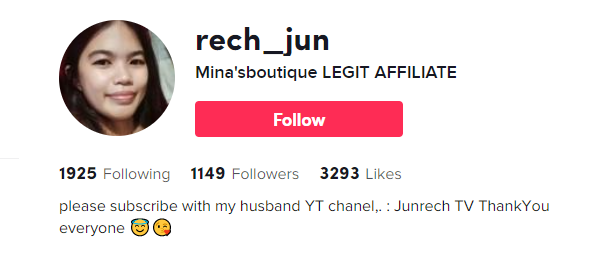 rech_jun
Mina'sboutique LEGIT AFFILIATE
Follow
1925 Following 1149 Followers 3293 Likes
please subscribe with my husband YT chanel,. : Junrech TV ThankYou
everyone 😇😘